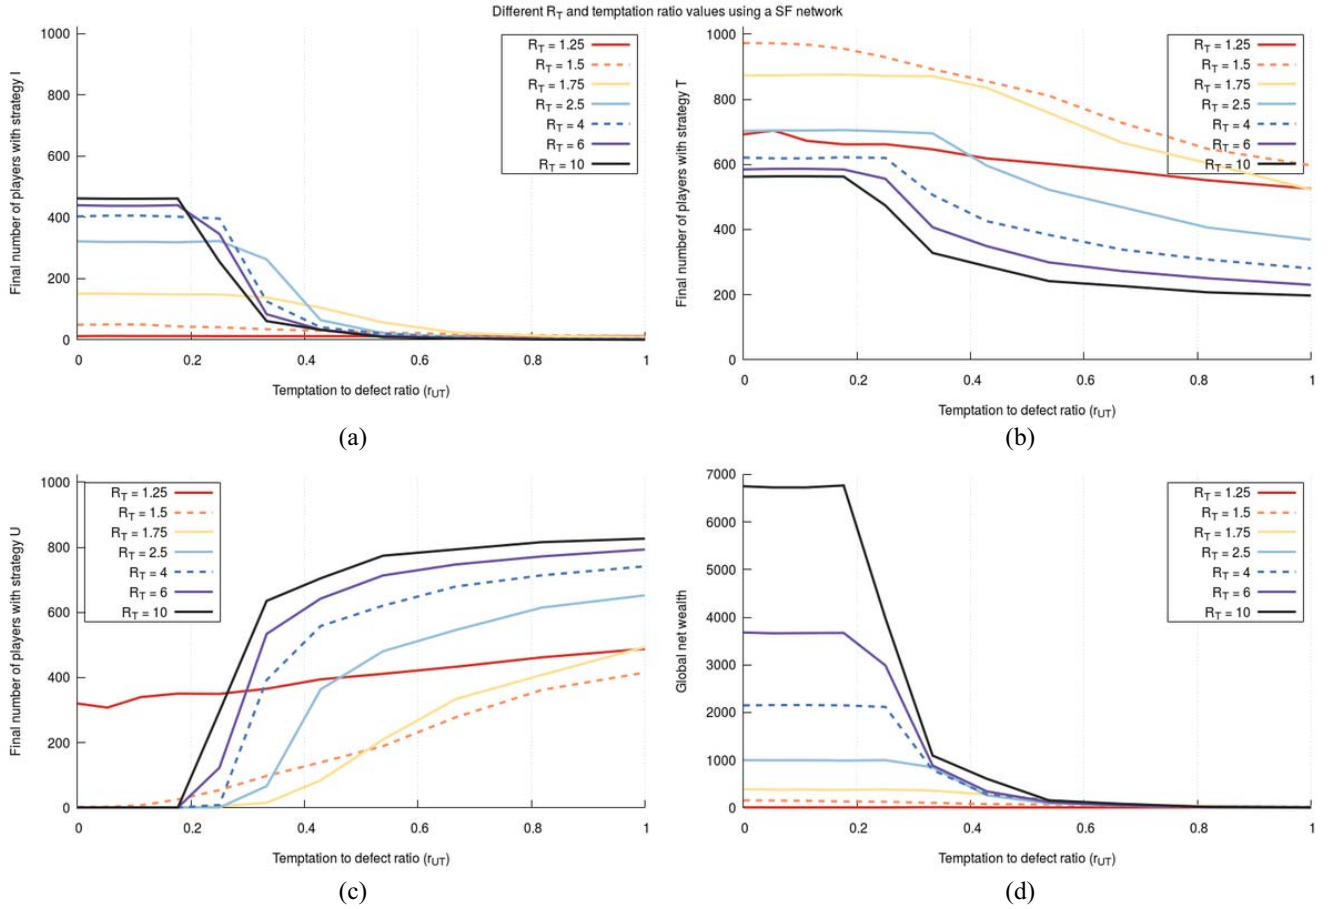 Different R_T and temptation ratio values using a SF network
Final number of players with strategy I
1000
800
600
400
200
0
0 0.2 0.4 0.6 0.8 1
Temptation to defect ratio (r_UT)
R_T = 1.25
R_T = 1.5
R_T = 1.75
R_T = 2.5
R_T = 4
R_T = 6
R_T = 10
(a)
Final number of players with strategy T
1000
800
600
400
200
0
0 0.2 0.4 0.6 0.8 1
Temptation to defect ratio (r_UT)
R_T = 1.25
R_T = 1.5
R_T = 1.75
R_T = 2.5
R_T = 4
R_T = 6
R_T = 10
(b)
Final number of players with strategy U
1000
800
600
400
200
0
0 0.2 0.4 0.6 0.8 1
Temptation to defect ratio (r_UT)
R_T = 1.25
R_T = 1.5
R_T = 1.75
R_T = 2.5
R_T = 4
R_T = 6
R_T = 10
(c)
Global net wealth
7000
6000
5000
4000
3000
2000
1000
0
0 0.2 0.4 0.6 0.8 1
Temptation to defect ratio (r_UT)
R_T = 1.25
R_T = 1.5
R_T = 1.75
R_T = 2.5
R_T = 4
R_T = 6
R_T = 10
(d)